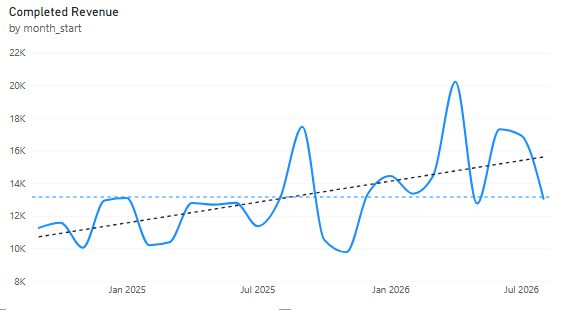 Completed Revenue
by month_start
22K
20K
18K
16K
14K
12K
10K
8K
Jan 2025
Jul 2025
Jan 2026
Jul 2026